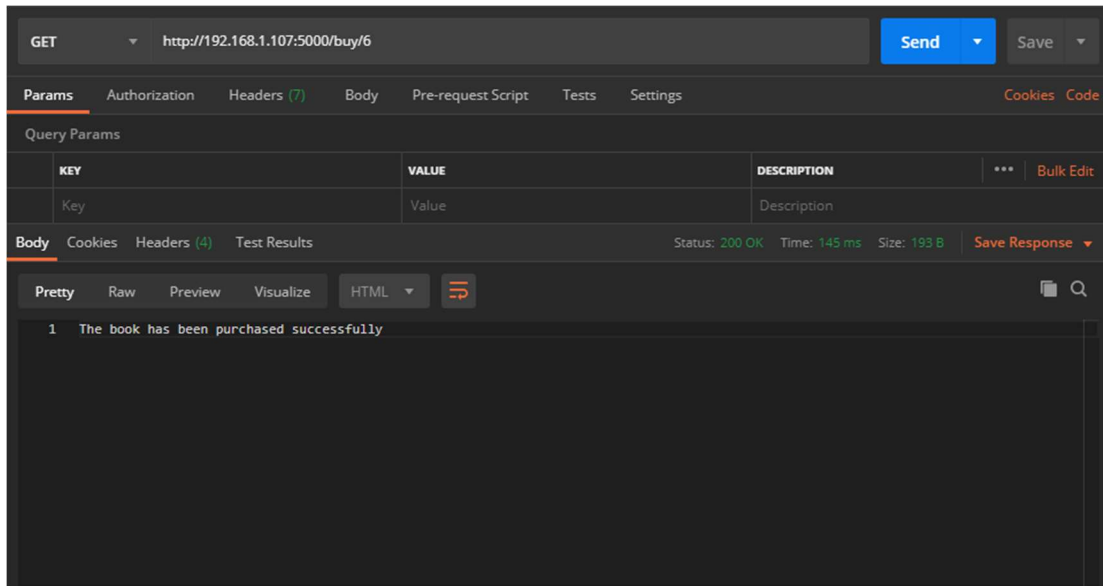 GET http://192.168.1.107:5000/buy/6 Send Save
Params Authorization Headers (7) Body Pre-request Script Tests Settings Cookies Code
Query Params
KEY VALUE DESCRIPTION ••• Bulk Edit
Key Value Description
Body Cookies Headers (4) Test Results Status: 200 OK Time: 145 ms Size: 193 B Save Response
Pretty Raw Preview Visualize HTML
1 The book has been purchased successfully